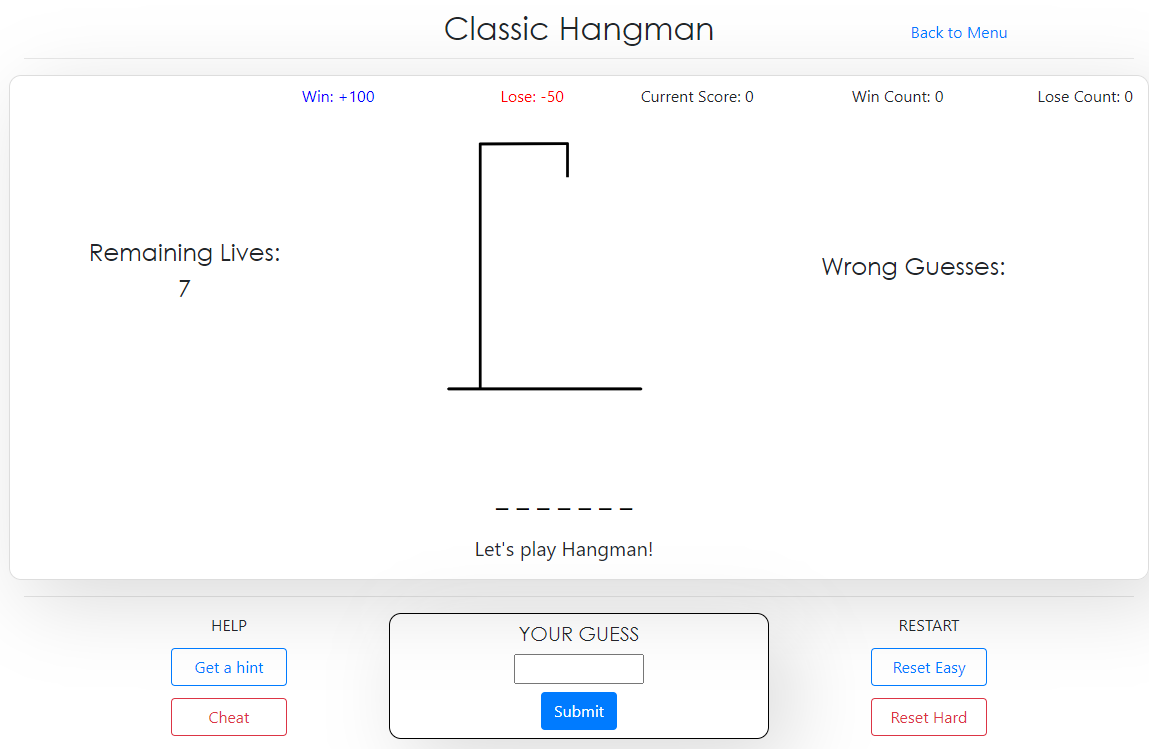 Classic Hangman
Back to Menu
Win: +100 Lose: -50 Current Score: 0 Win Count: 0 Lose Count: 0
Remaining Lives:
7
Wrong Guesses:
_ _ _ _ _ _ _
Let's play Hangman!
HELP
Get a hint
Cheat
YOUR GUESS
Submit
RESTART
Reset Easy
Reset Hard